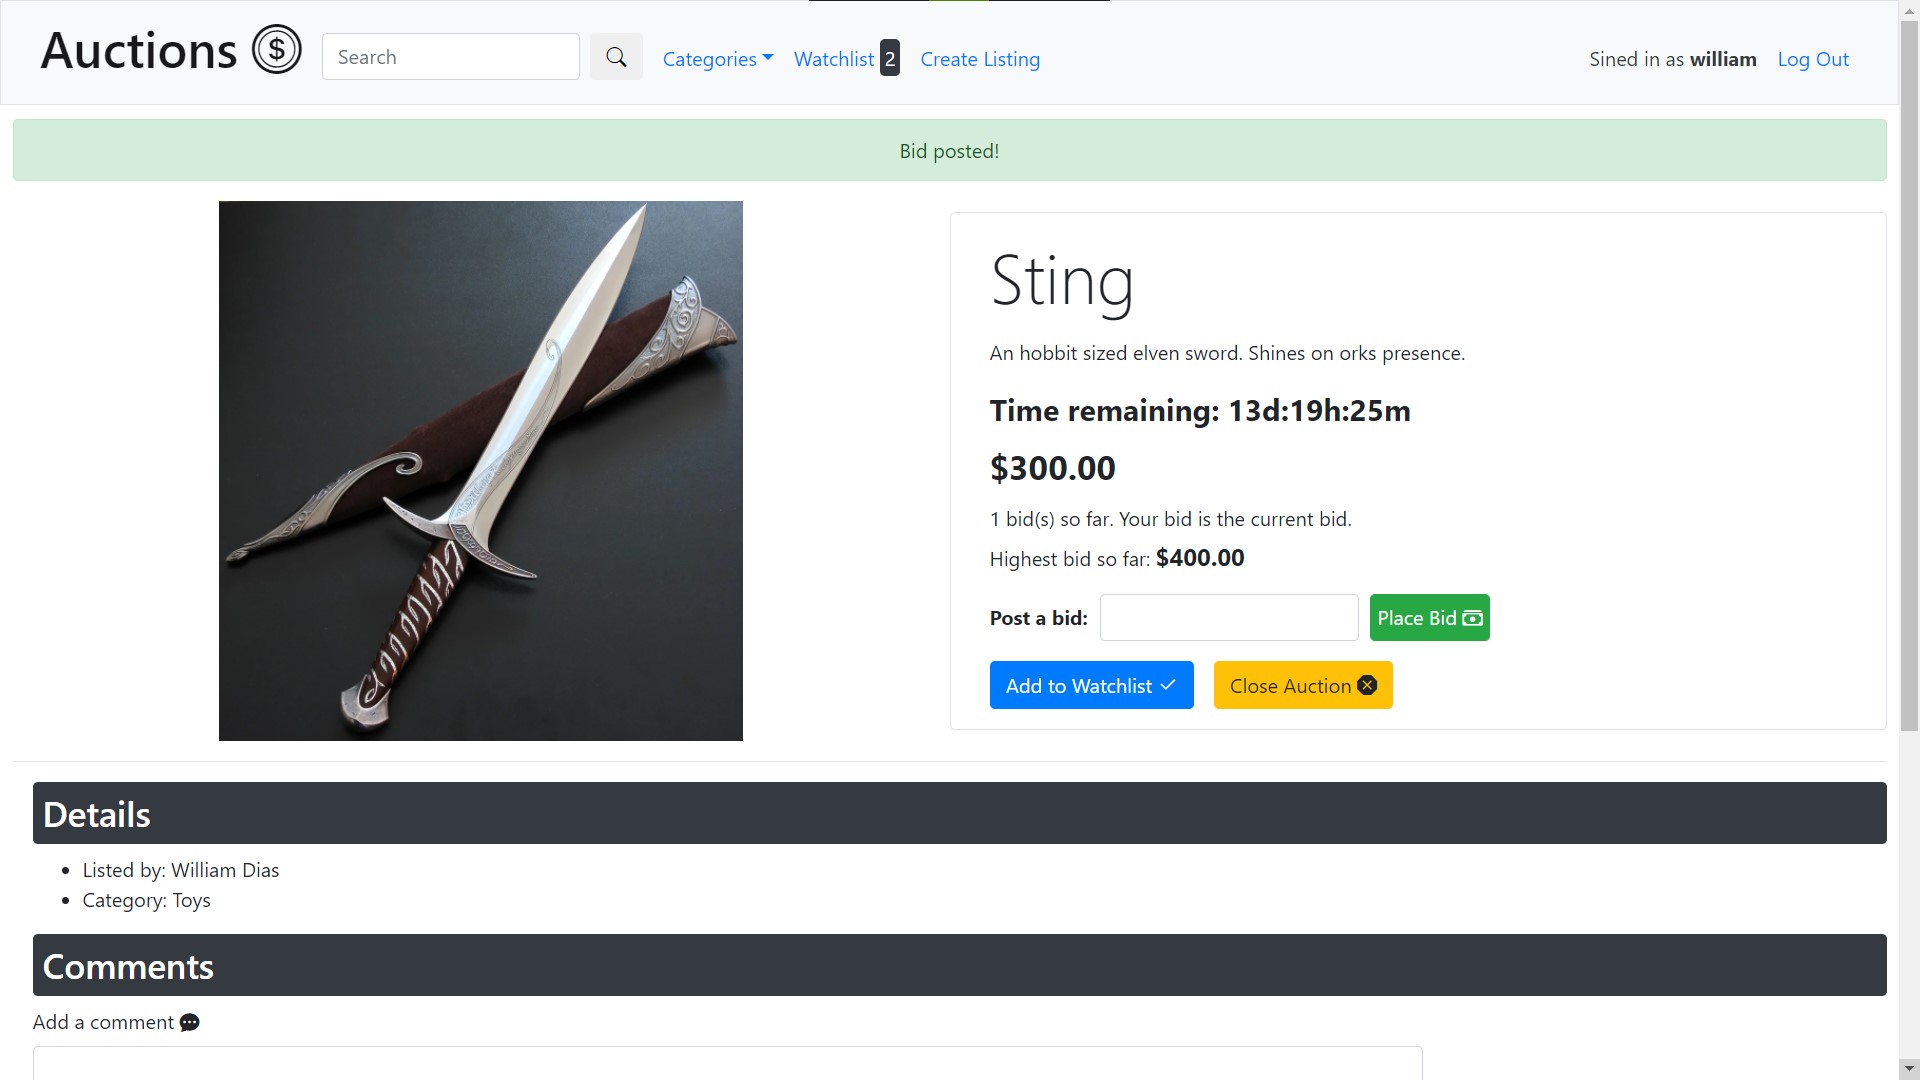 Auctions
Search
Categories
Watchlist 2
Create Listing
Sined in as william
Log Out
Bid posted!
Sting
An hobbit sized elven sword. Shines on orks presence.
Time remaining: 13d:19h:25m
$300.00
1 bid(s) so far. Your bid is the current bid.
Highest bid so far: $400.00
Post a bid:
Place Bid
Add to Watchlist
Close Auction
Details
Listed by: William Dias
Category: Toys
Comments
Add a comment